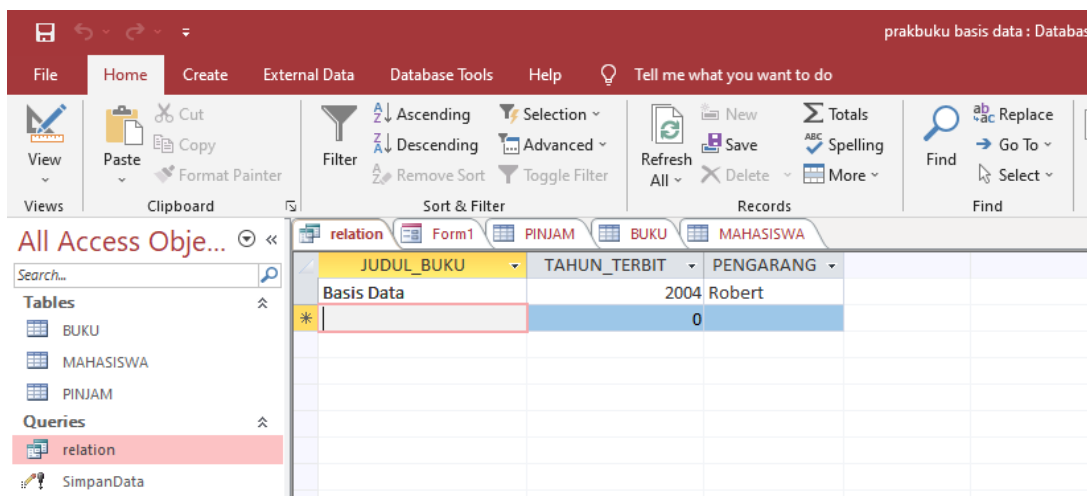 prakbuku basis data : Databas
File Home Create External Data Database Tools Help Tell me what you want to do
View
Paste
Cut
Copy
Format Painter
Filter
Ascending
Descending
Remove Sort
Selection
Advanced
Toggle Filter
Refresh
All
New
Save
Delete
Totals
Spelling
More
Find
Replace
Go To
Select
Views Clipboard Sort & Filter Records Find
All Access Obje...
Search...
Tables
BUKU
MAHASISWA
PINJAM
Queries
relation
SimpanData
relation Form1 PINJAM BUKU MAHASISWA
JUDUL_BUKU TAHUN_TERBIT PENGARANG
Basis Data 2004 Robert
0